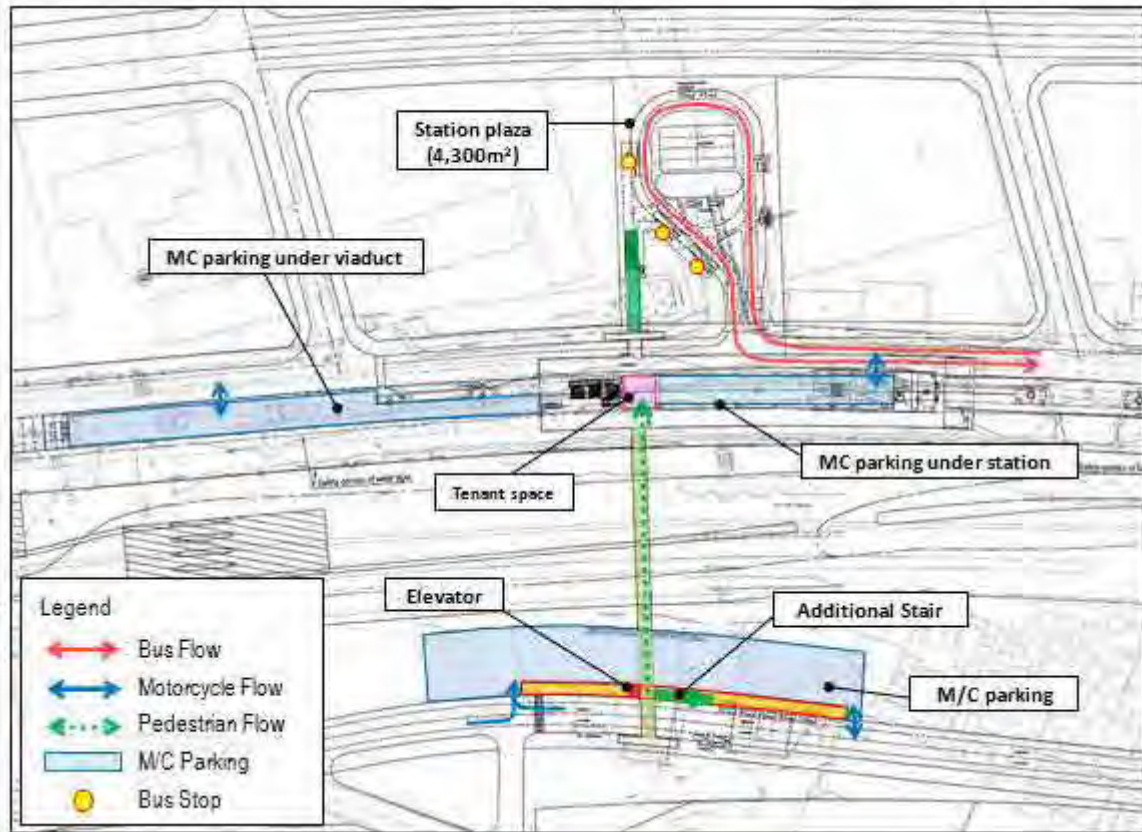 Station plaza
(4,300m²)
MC parking under viaduct
MC parking under station
Tenant space
Elevator
Additional Stair
M/C parking
Legend
Bus Flow
Motorcycle Flow
Pedestrian Flow
M/C Parking
Bus Stop